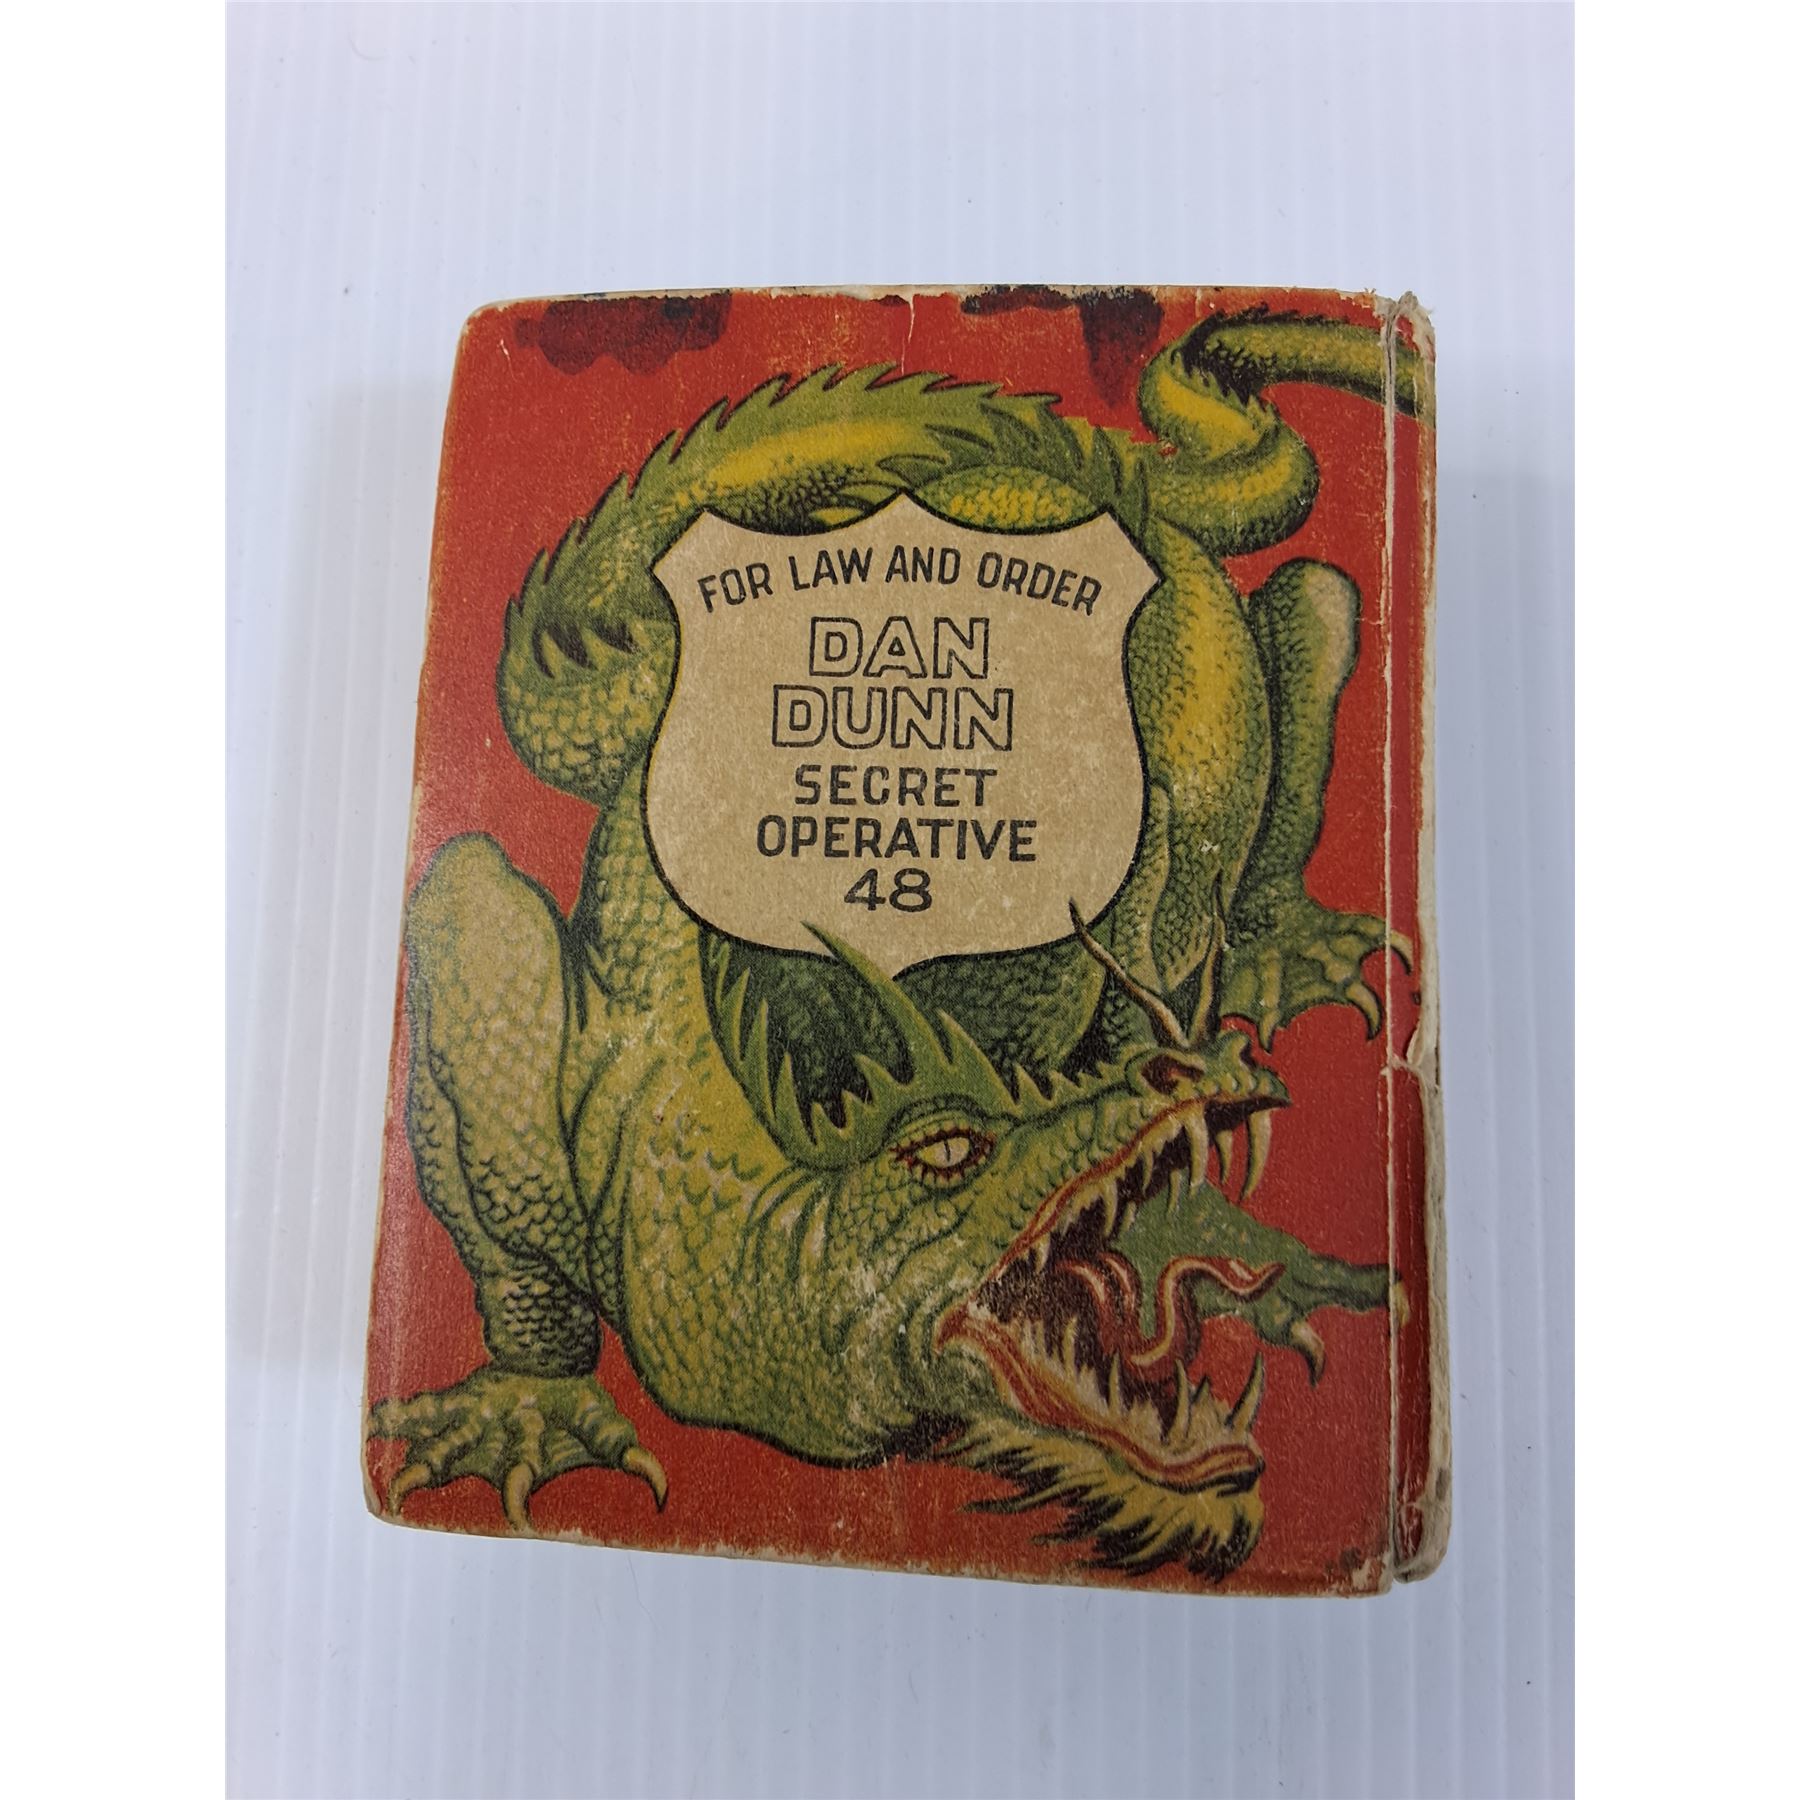 FOR LAW AND ORDER
DAN
DUNN
SECRET
OPERATIVE
48